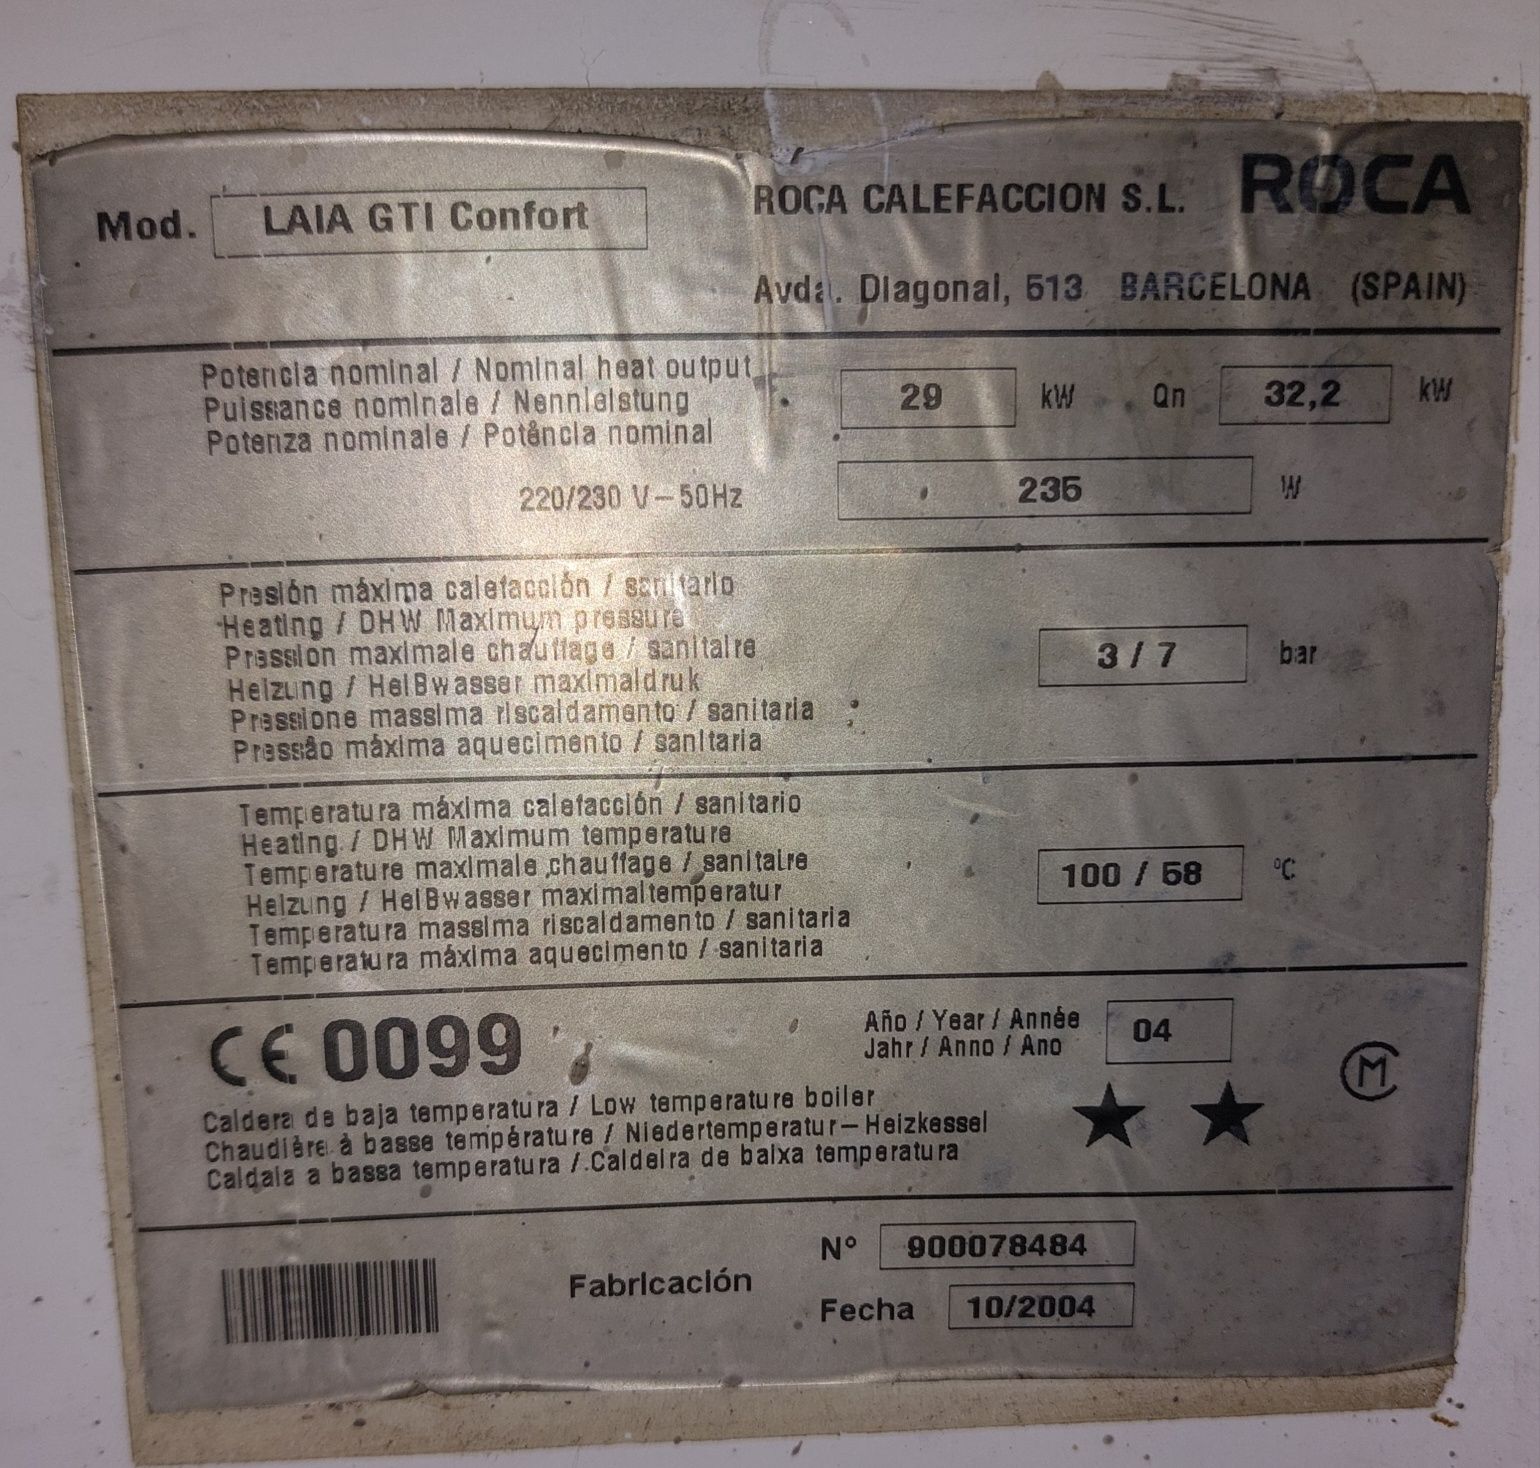 Mod. LAIA GTI Confort
ROCA CALEFACCION S.L. ROCA
Avda. Diagonal, 513 BARCELONA (SPAIN)
Potencia nominal / Nominal heat output
Puissance nominale / Nennleistung
Potenza nominale / Potência nominal
29 kW Qn 32,2 kW
220/230 V-50Hz 235 W
Presión máxima calefacción / sanitario
Heating / DHW Maximum pressure
Pression maximale chauffage / sanitaire
Heizung / Heißwasser maximaldruk
Pressione massima riscaldamento / sanitaria
Pressão máxima aquecimento / sanitaria
3 / 7 bar
Temperatura máxima calefacción / sanitario
Heating / DHW Maximum temperature
Temperature maximale chauffage / sanitaire
Heizung / Heißwasser maximaltemperatur
Temperatura massima riscaldamento / sanitaria
Temperatura máxima aquecimento / sanitaria
100 / 58 °C
CE 0099
Año / Year / Année
Jahr / Anno / Ano
04
CM
Caldera de baja temperatura / Low temperature boiler
Chaudière à basse température / Niedertemperatur-Heizkessel
Caldaia a bassa temperatura / Caldeira de baixa temperatura
Fabricación
Nº 900078484
Fecha 10/2004